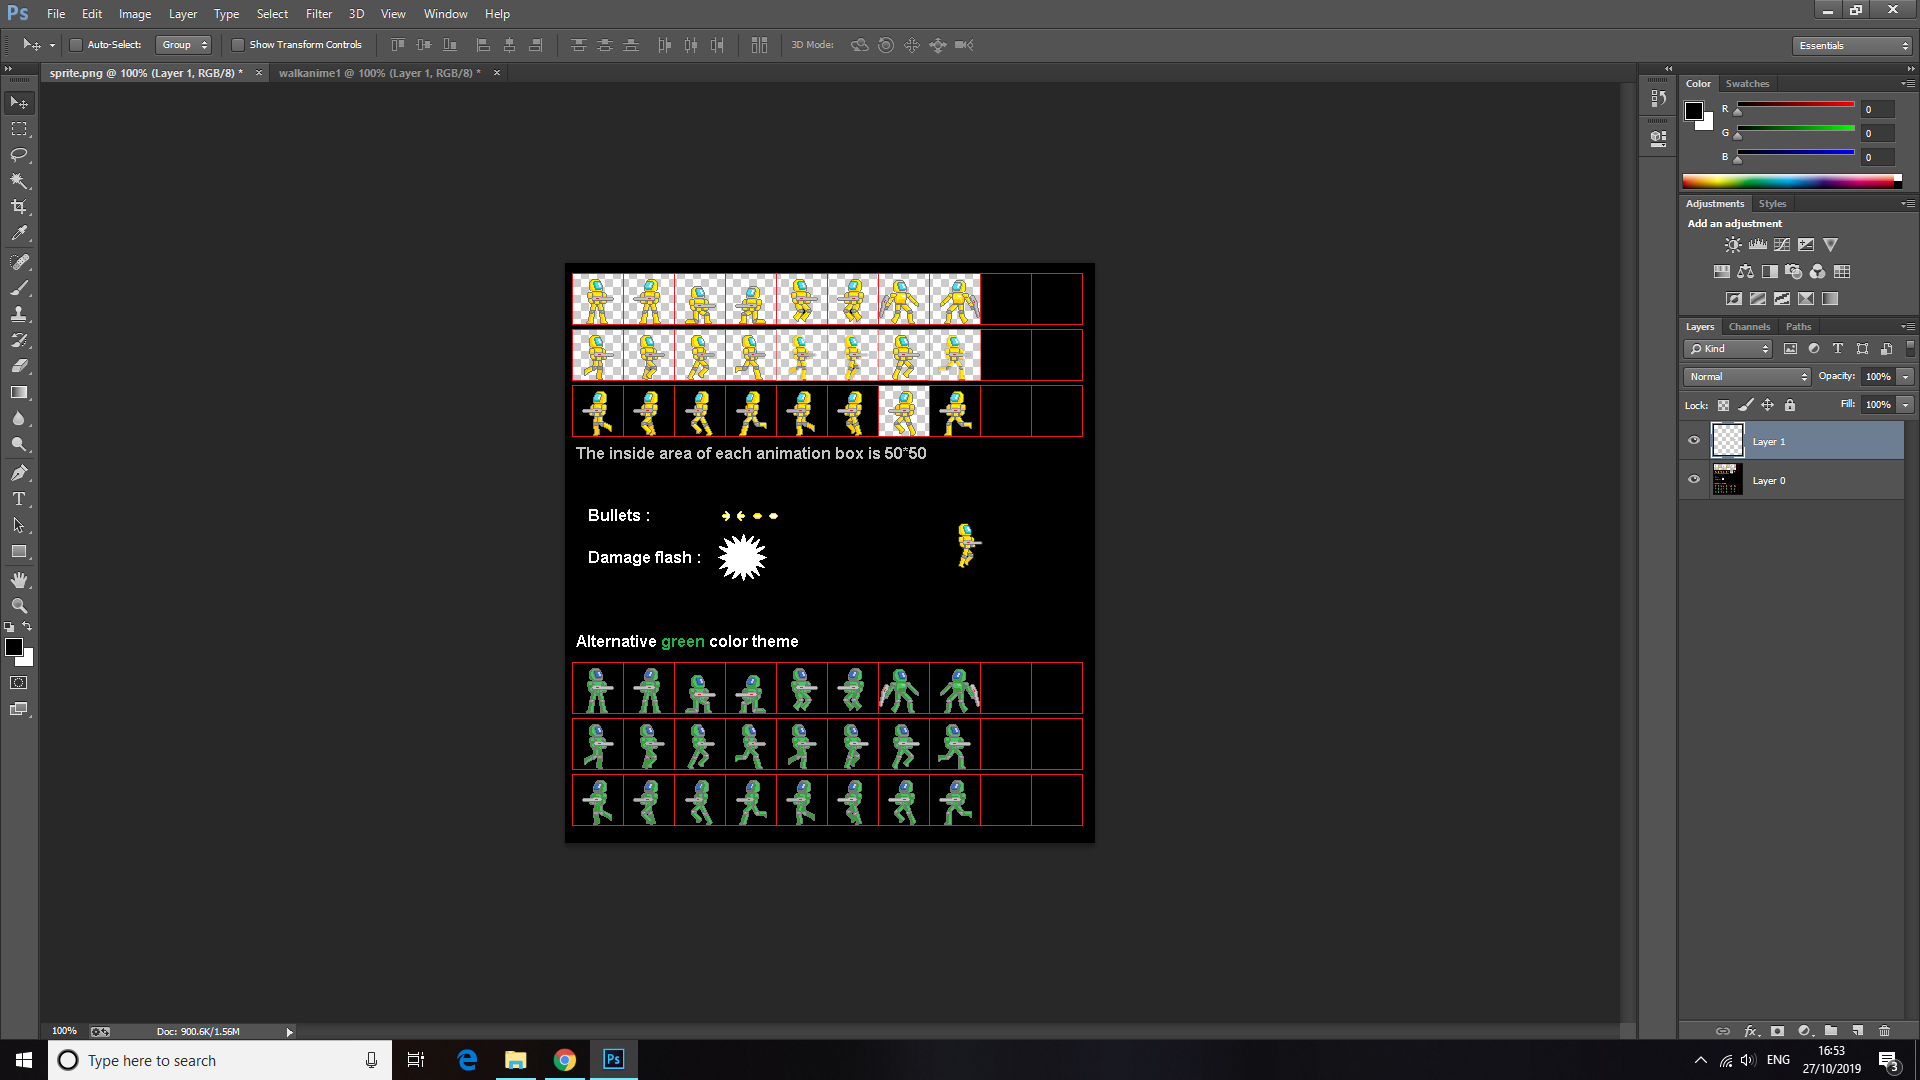 Ps File Edit Image Layer Type Select Filter 3D View Window Help
Auto-Select: Group Show Transform Controls 3D Mode: Essentials
sprite.png @ 100% (Layer 1, RGB/8) * × walkanime1 @ 100% (Layer 1, RGB/8) * ×
Color Swatches
R 0
G 0
B 0
Adjustments Styles
Add an adjustment
Layers Channels Paths
Kind
Normal Opacity: 100%
Lock: Fill: 100%
Layer 1
Layer 0
The inside area of each animation box is 50*50
Bullets :
Damage flash :
Alternative green color theme
100% Doc: 900.6K/1.56M
Type here to search
Ps
ENG
16:53
27/10/2019
3